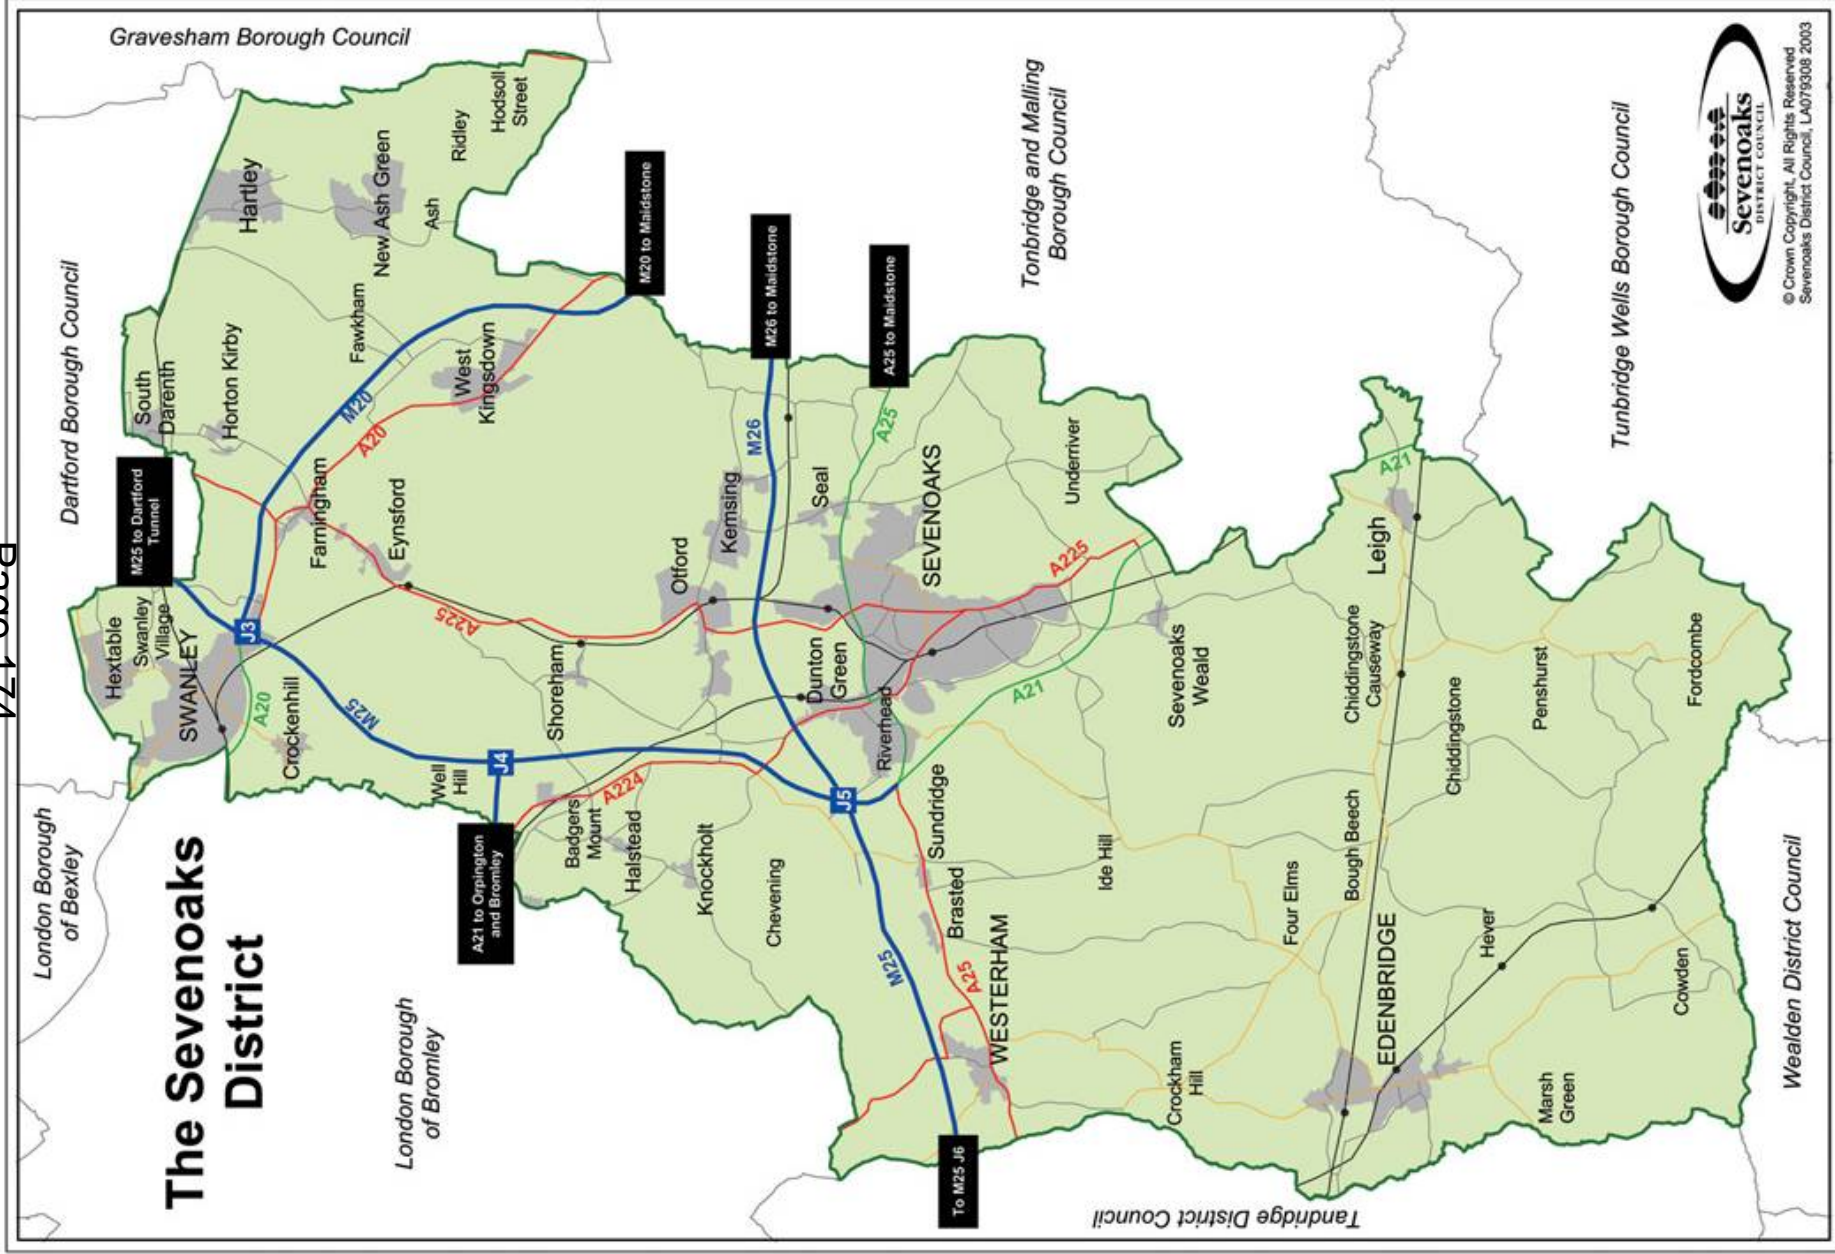 The Sevenoaks
District
London Borough
of Bexley
Dartford Borough Council
Gravesham Borough Council
London Borough
of Bromley
Tonbridge and Malling
Borough Council
Tunbridge Wells Borough Council
Wealden District Council
Tandridge District Council
M25 to Dartford
Tunnel
M20 to Maidstone
M26 to Maidstone
A25 to Maidstone
A21 to Orpington
and Bromley
To M25 J6
Hextable
Swanley
Village
SWANLEY
J3
A20
Crockenhill
M25
South
Darenth
Horton Kirby
Hartley
Fawkham
New Ash Green
Ash
Ridley
Hodsoll
Street
M20
A20
West
Kingsdown
Farningham
Eynsford
A225
Shoreham
Well
Hill
J4
A224
Badgers
Mount
Halstead
Knockholt
Chevening
Otford
Kemsing
M26
Seal
A25
SEVENOAKS
Underriver
A225
Dunton
Green
Riverhead
A21
J5
Sundridge
Brasted
M25
A25
WESTERHAM
Ide Hill
Sevenoaks
Weald
Crockham
Hill
Four Elms
Bough Beech
Chiddingstone
Causeway
Leigh
A21
Chiddingstone
Penshurst
Fordcombe
EDENBRIDGE
Hever
Marsh
Green
Cowden
Sevenoaks
DISTRICT COUNCIL
© Crown Copyright, All Rights Reserved
Sevenoaks District Council, LA079308 2003
Page 174